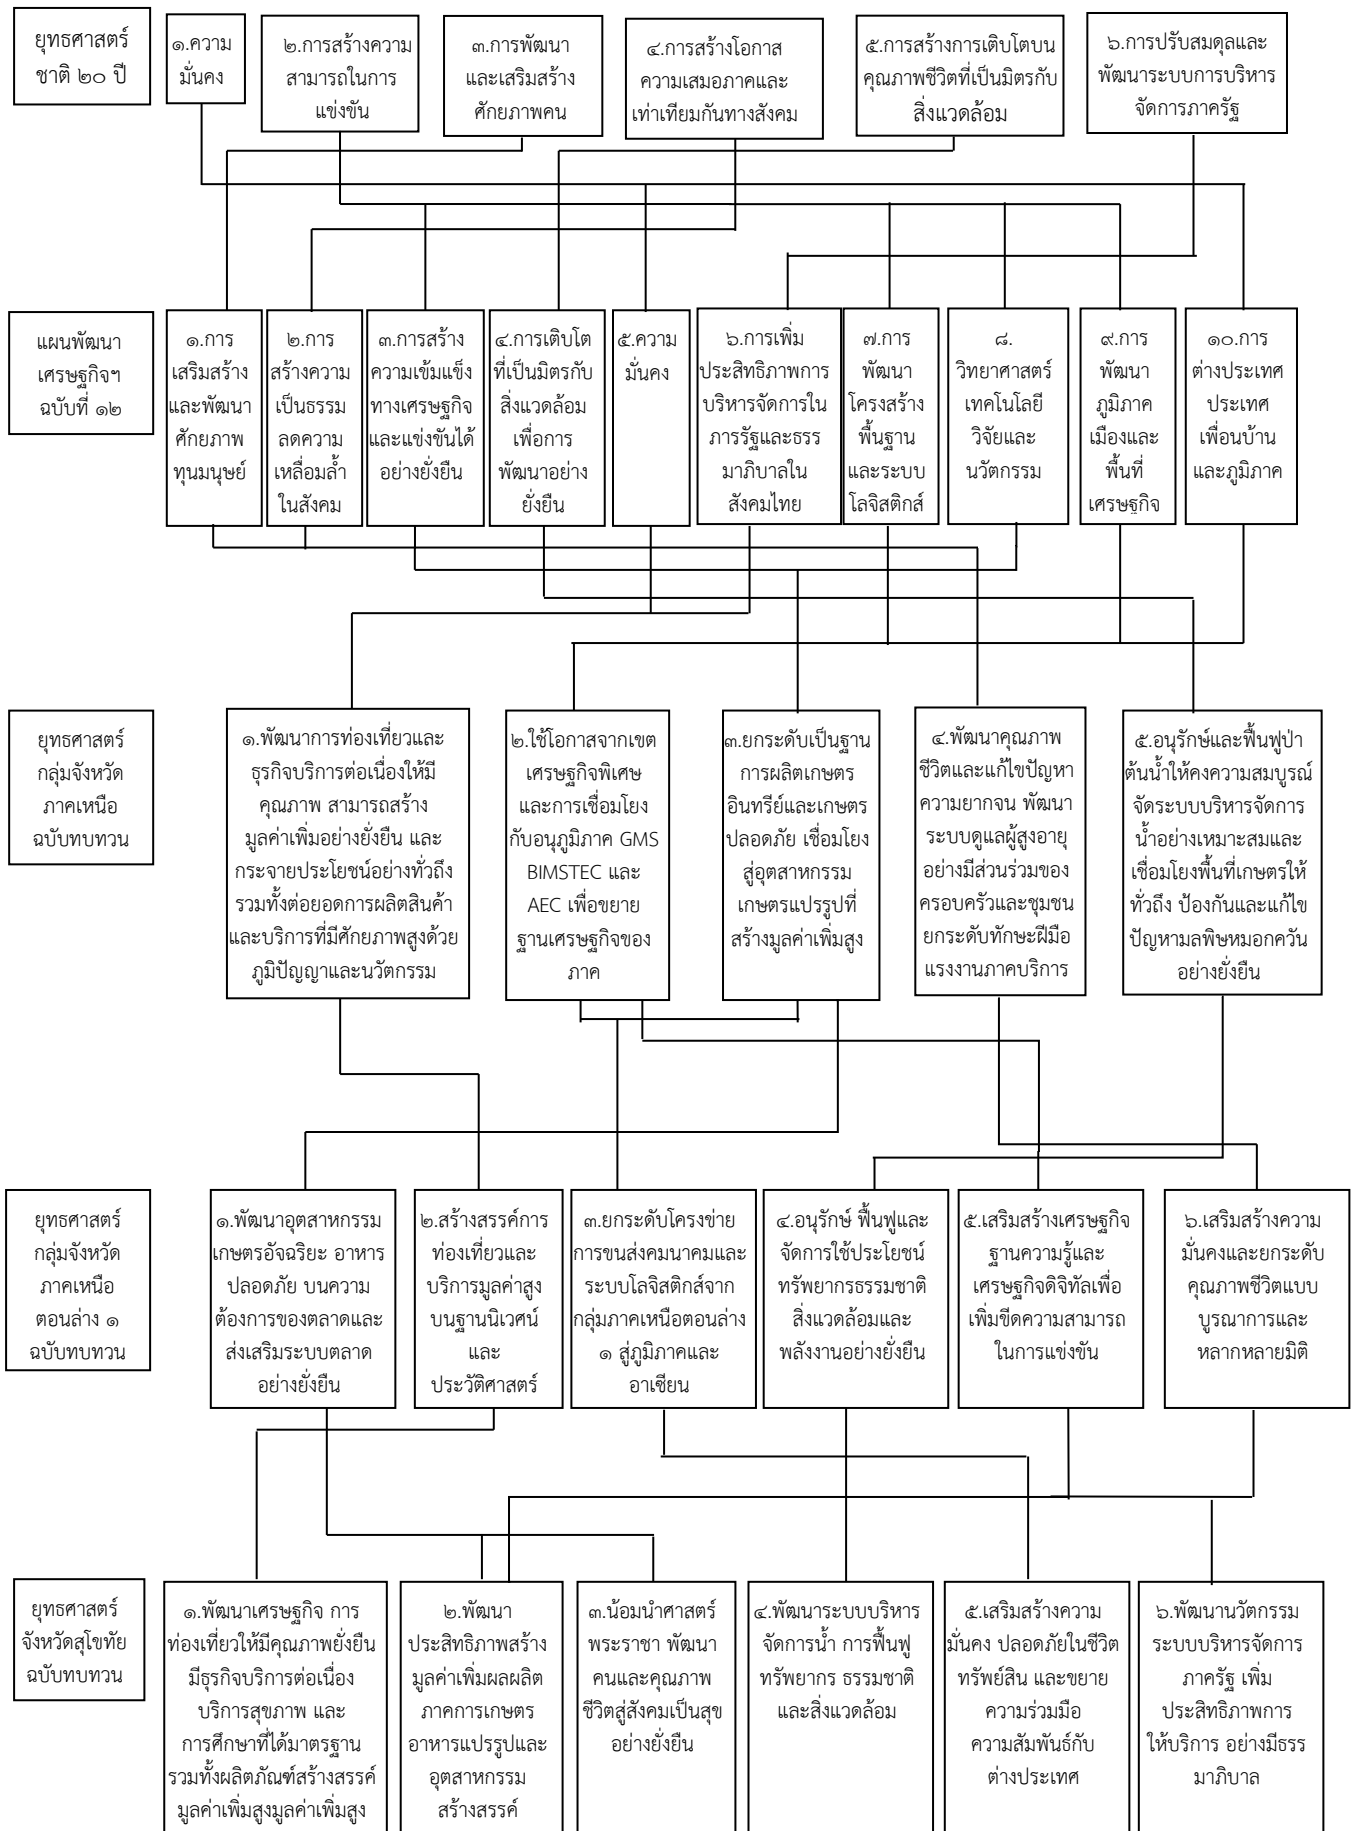 ยุทธศาสตร์
ชาติ ๒๐ ปี
๑.ความ
มั่นคง
๒.การสร้างความ
สามารถในการ
แข่งขัน
๓.การพัฒนา
และเสริมสร้าง
ศักยภาพคน
๔.การสร้างโอกาส
ความเสมอภาคและ
เท่าเทียมกันทางสังคม
๕.การสร้างการเติบโตบน
คุณภาพชีวิตที่เป็นมิตรกับ
สิ่งแวดล้อม
๖.การปรับสมดุลและ
พัฒนาระบบการบริหาร
จัดการภาครัฐ
แผนพัฒนา
เศรษฐกิจฯ
ฉบับที่ ๑๒
๑.การ
เสริมสร้าง
และพัฒนา
ศักยภาพ
ทุนมนุษย์
๒.การ
สร้างความ
เป็นธรรม
ลดความ
เหลื่อมล้ำ
ในสังคม
๓.การสร้าง
ความเข้มแข็ง
ทางเศรษฐกิจ
และแข่งขันได้
อย่างยั่งยืน
๔.การเติบโต
ที่เป็นมิตรกับ
สิ่งแวดล้อม
เพื่อการ
พัฒนาอย่าง
ยั่งยืน
๕.ความ
มั่นคง
๖.การเพิ่ม
ประสิทธิภาพการ
บริหารจัดการใน
ภารรัฐและธรร
มาภิบาลใน
สังคมไทย
๗.การ
พัฒนา
โครงสร้าง
พื้นฐาน
และระบบ
โลจิสติกส์
๘.
วิทยาศาสตร์
เทคโนโลยี
วิจัยและ
นวัตกรรม
๙.การ
พัฒนา
ภูมิภาค
เมืองและ
พื้นที่
เศรษฐกิจ
๑๐.การ
ต่างประเทศ
ประเทศ
เพื่อนบ้าน
และภูมิภาค
ยุทธศาสตร์
กลุ่มจังหวัด
ภาคเหนือ
ฉบับทบทวน
๑.พัฒนาการท่องเที่ยวและ
ธุรกิจบริการต่อเนื่องให้มี
คุณภาพ สามารถสร้าง
มูลค่าเพิ่มอย่างยั่งยืน และ
กระจายประโยชน์อย่างทั่วถึง
รวมทั้งต่อยอดการผลิตสินค้า
และบริการที่มีศักยภาพสูงด้วย
ภูมิปัญญาและนวัตกรรม
๒.ใช้โอกาสจากเขต
เศรษฐกิจพิเศษ
และการเชื่อมโยง
กับอนุภูมิภาค GMS
BIMSTEC และ
AEC เพื่อขยาย
ฐานเศรษฐกิจของ
ภาค
๓.ยกระดับเป็นฐาน
การผลิตเกษตร
อินทรีย์และเกษตร
ปลอดภัย เชื่อมโยง
สู่อุตสาหกรรม
เกษตรแปรรูปที่
สร้างมูลค่าเพิ่มสูง
๔.พัฒนาคุณภาพ
ชีวิตและแก้ไขปัญหา
ความยากจน พัฒนา
ระบบดูแลผู้สูงอายุ
อย่างมีส่วนร่วมของ
ครอบครัวและชุมชน
ยกระดับทักษะฝีมือ
แรงงานภาคบริการ
๕.อนุรักษ์และฟื้นฟูป่า
ต้นน้ำให้คงความสมบูรณ์
จัดระบบบริหารจัดการ
น้ำอย่างเหมาะสมและ
เชื่อมโยงพื้นที่เกษตรให้
ทั่วถึง ป้องกันและแก้ไข
ปัญหามลพิษหมอกควัน
อย่างยั่งยืน
ยุทธศาสตร์
กลุ่มจังหวัด
ภาคเหนือ
ตอนล่าง ๑
ฉบับทบทวน
๑.พัฒนาอุตสาหกรรม
เกษตรอัจฉริยะ อาหาร
ปลอดภัย บนความ
ต้องการของตลาดและ
ส่งเสริมระบบตลาด
อย่างยั่งยืน
๒.สร้างสรรค์การ
ท่องเที่ยวและ
บริการมูลค่าสูง
บนฐานนิเวศน์
และ
ประวัติศาสตร์
๓.ยกระดับโครงข่าย
การขนส่งคมนาคมและ
ระบบโลจิสติกส์จาก
กลุ่มภาคเหนือตอนล่าง
๑ สู่ภูมิภาคและ
อาเซียน
๔.อนุรักษ์ ฟื้นฟูและ
จัดการใช้ประโยชน์
ทรัพยากรธรรมชาติ
สิ่งแวดล้อมและ
พลังงานอย่างยั่งยืน
๕.เสริมสร้างเศรษฐกิจ
ฐานความรู้และ
เศรษฐกิจดิจิทัลเพื่อ
เพิ่มขีดความสามารถ
ในการแข่งขัน
๖.เสริมสร้างความ
มั่นคงและยกระดับ
คุณภาพชีวิตแบบ
บูรณาการและ
หลากหลายมิติ
ยุทธศาสตร์
จังหวัดสุโขทัย
ฉบับทบทวน
๑.พัฒนาเศรษฐกิจ การ
ท่องเที่ยวให้มีคุณภาพยั่งยืน
มีธุรกิจบริการต่อเนื่อง
บริการสุขภาพ และ
การศึกษาที่ได้มาตรฐาน
รวมทั้งผลิตภัณฑ์สร้างสรรค์
มูลค่าเพิ่มสูงมูลค่าเพิ่มสูง
๒.พัฒนา
ประสิทธิภาพสร้าง
มูลค่าเพิ่มผลผลิต
ภาคการเกษตร
อาหารแปรรูปและ
อุตสาหกรรม
สร้างสรรค์
๓.น้อมนำศาสตร์
พระราชา พัฒนา
คนและคุณภาพ
ชีวิตสู่สังคมเป็นสุข
อย่างยั่งยืน
๔.พัฒนาระบบบริหาร
จัดการน้ำ การฟื้นฟู
ทรัพยากร ธรรมชาติ
และสิ่งแวดล้อม
๕.เสริมสร้างความ
มั่นคง ปลอดภัยในชีวิต
ทรัพย์สิน และขยาย
ความร่วมมือ
ความสัมพันธ์กับ
ต่างประเทศ
๖.พัฒนานวัตกรรม
ระบบบริหารจัดการ
ภาครัฐ เพิ่ม
ประสิทธิภาพการ
ให้บริการ อย่างมีธรร
มาภิบาล